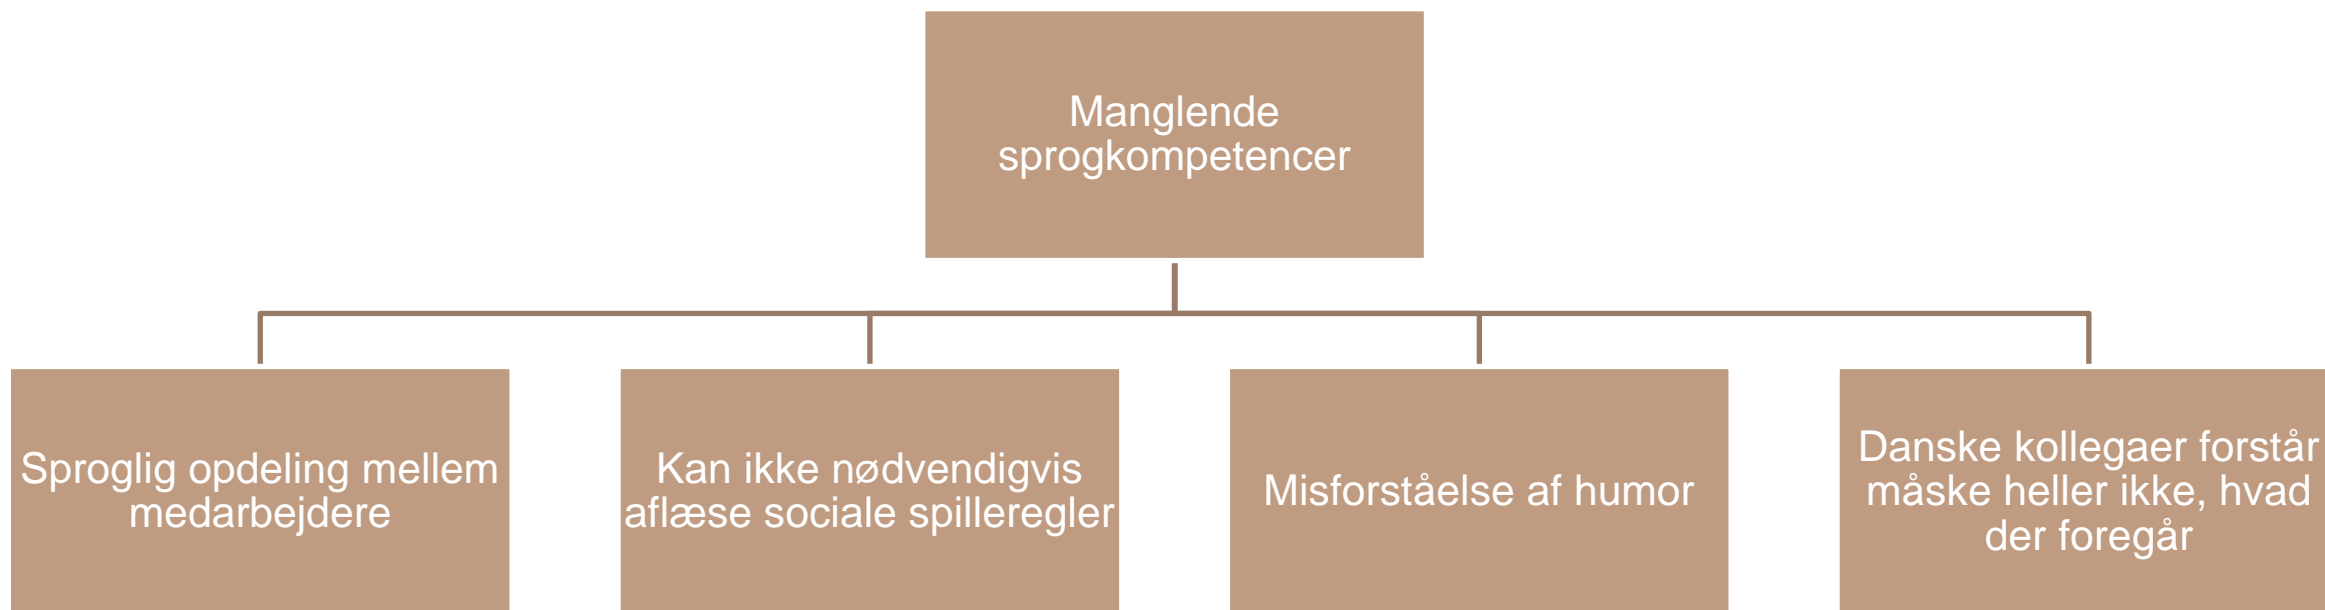 Manglende
sprogkompetencer
Sproglig opdeling mellem
medarbejdere
Kan ikke nødvendigvis
aflæse sociale spilleregler
Misforståelse af humor
Danske kollegaer forstår
måske heller ikke, hvad
der foregår